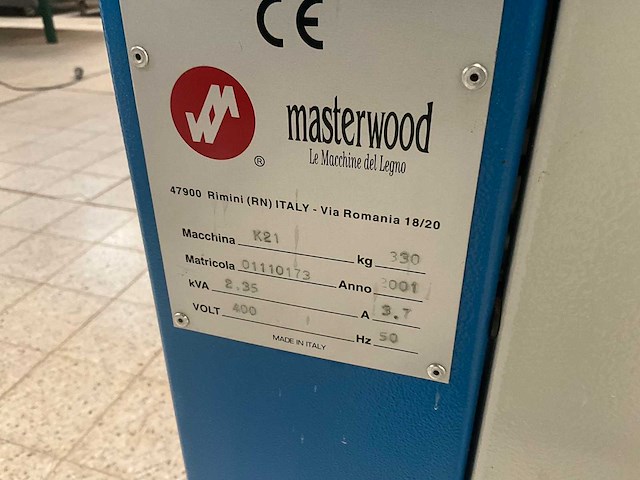 CE
MW
®
masterwood
Le Macchine del Legno
47900 Rimini (RN) ITALY - Via Romania 18/20
Macchina K21 kg 330
Matricola 01110173 Anno 2001
kVA 2.35 A 3.7
VOLT 400 Hz 50
MADE IN ITALY